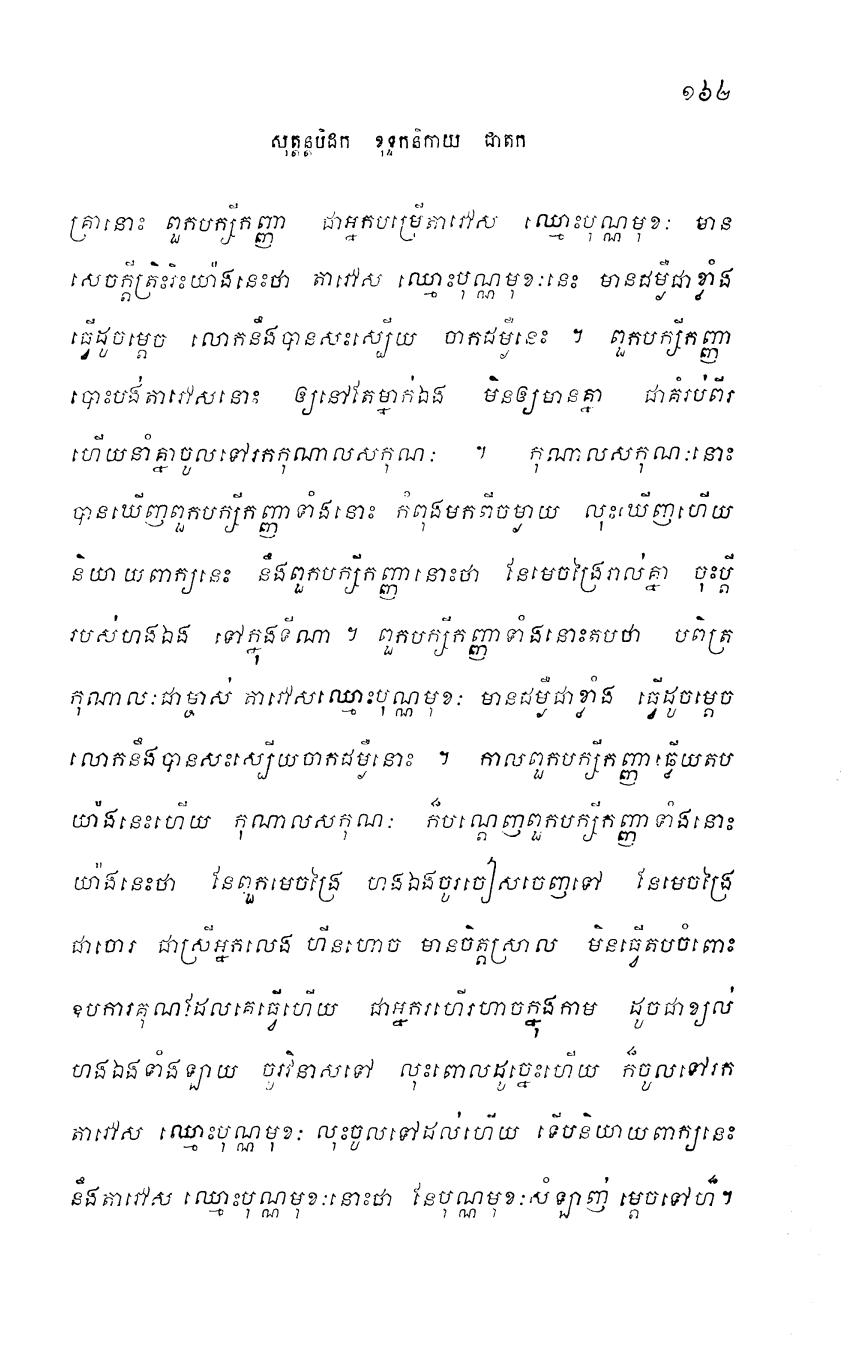 ១៦៤
សុត្តន្តបិដក ខុទ្ទកនិកាយ ជាតក
គ្រានោះ ពួកបក្សីកញ្ញា ជាអ្នកបម្រើតាវៅស ឈ្មោះបុណ្ណមុខៈ មាន
សេចក្តីត្រិះរិះយ៉ាងនេះថា តាវៅស ឈ្មោះបុណ្ណមុខៈនេះ មានជម្ងឺជាខ្លាំង
ធ្វើដូចម្តេច លោកនឹងបានសះស្បើយ ចាកជម្ងឺនេះ ។ ពួកបក្សីកញ្ញា
បោះបង់តាវៅសនោះ ឲ្យនៅតែម្នាក់ឯង មិនឲ្យមានគ្នា ជាគំរប់ពីរ
ហើយនាំគ្នាចូលទៅរកកុណាលសកុណៈ ។ កុណាលសកុណៈនោះ
បានឃើញពួកបក្សីកញ្ញាទាំងនោះ កំពុងមកពីចម្ងាយ លុះឃើញហើយ
និយាយពាក្យនេះ នឹងពួកបក្សីកញ្ញានោះថា នែមេចង្រៃរាល់គ្នា ចុះប្តី
របស់ហងឯង ទៅក្នុងទីណា ។ ពួកបក្សីកញ្ញាទាំងនោះតបថា បពិត្រ
កុណាលៈជាម្ចាស់ តាវៅសឈ្មោះបុណ្ណមុខៈ មានជម្ងឺជាខ្លាំង ធ្វើដូចម្តេច
លោកនឹងបានសះស្បើយចាកជម្ងឺនោះ ។ កាលពួកបក្សីកញ្ញាឆ្លើយតប
យ៉ាងនេះហើយ កុណាលសកុណៈ ក៏បណ្តេញពួកបក្សីកញ្ញាទាំងនោះ
យ៉ាងនេះថា នែពួកមេចង្រៃ ហងឯងចូរចៀសចេញទៅ នែមេចង្រៃ
ជាចោរ ជាស្រីអ្នកលេង ហីនហោច មានចិត្តស្រាល មិនធ្វើតបចំពោះ
ឧបការគុណដែលគេធ្វើហើយ ជាអ្នករហើរហាចក្នុងកាម ដូចជាខ្យល់
ហងឯងទាំងឡាយ ចូរវិនាសទៅ លុះពោលដូច្នេះហើយ ក៏ចូលទៅរក
តាវៅស ឈ្មោះបុណ្ណមុខៈ លុះចូលទៅដល់ហើយ ទើបនិយាយពាក្យនេះ
នឹងតាវៅស ឈ្មោះបុណ្ណមុខៈនោះថា នែបុណ្ណមុខៈសំឡាញ់ ម្តេចទៅហ៏។